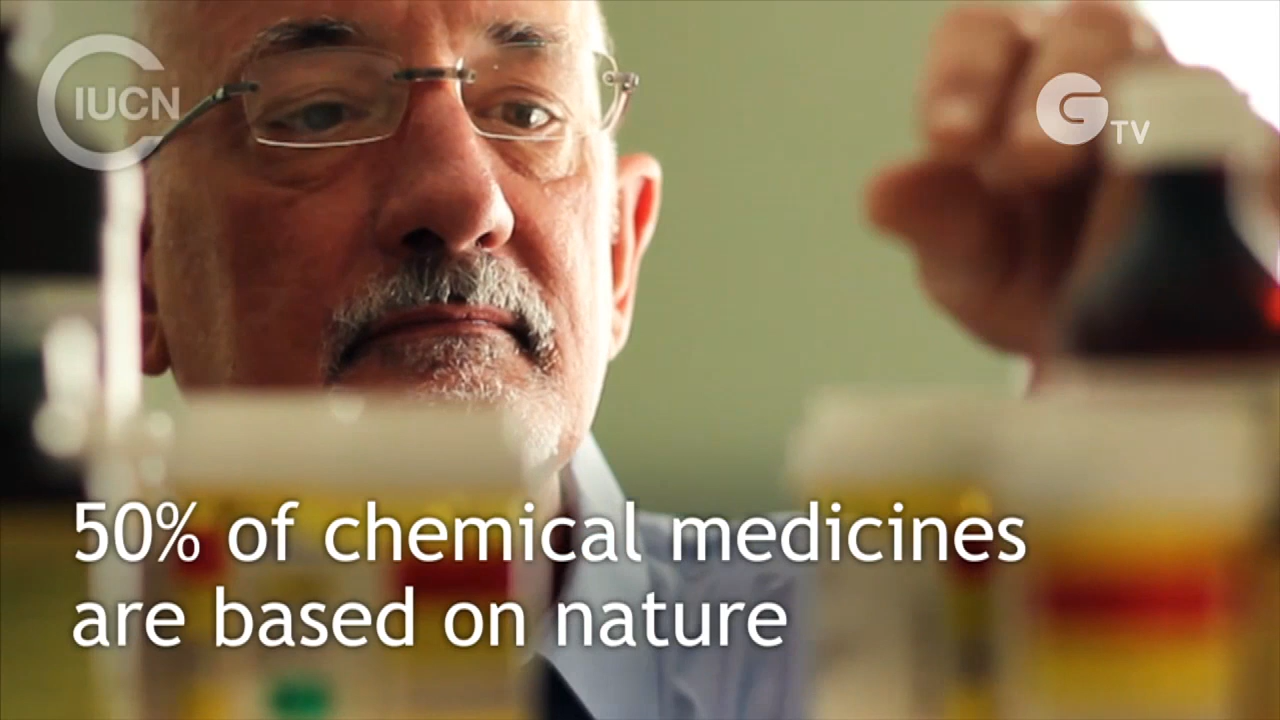 IUCN
G TV
50% of chemical medicines
are based on nature